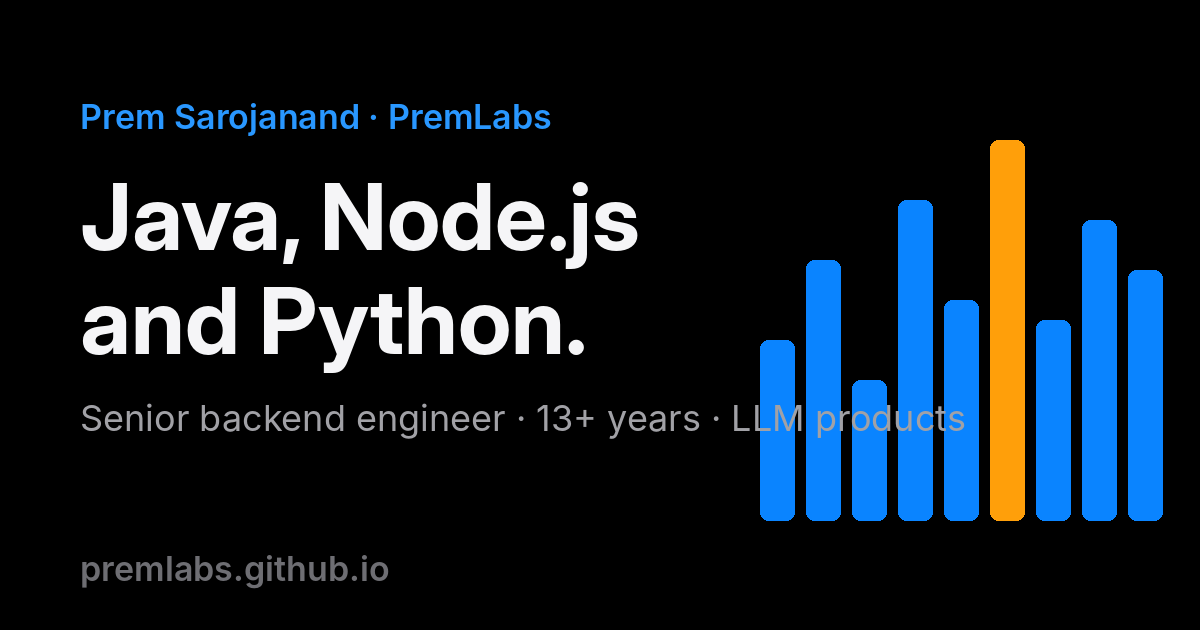 Prem Sarojanand · PremLabs
Java, Node.js
and Python.
Senior backend engineer · 13+ years · LLM products
premlabs.github.io